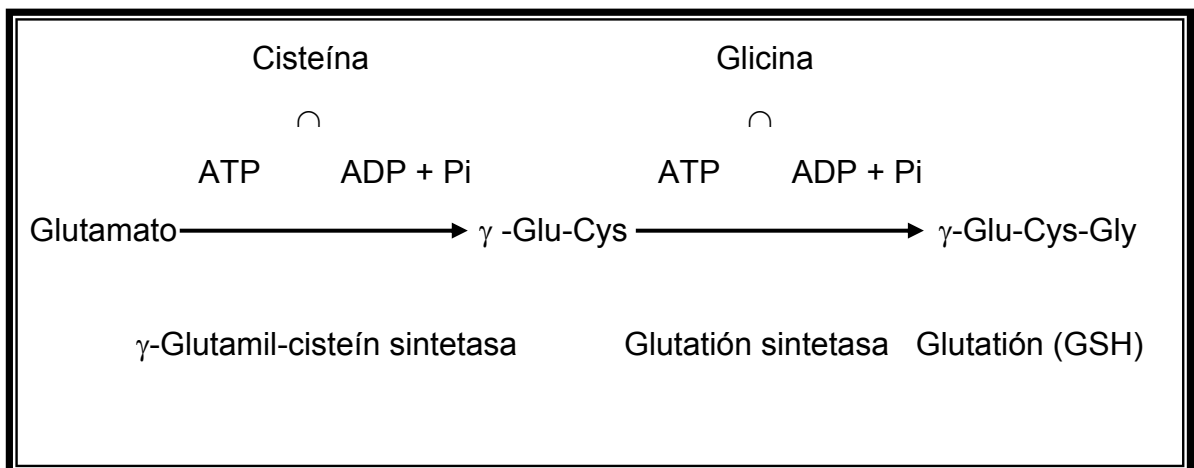 Cisteína Glicina
∩ ∩
ATP ADP + Pi ATP ADP + Pi
Glutamato γ -Glu-Cys γ-Glu-Cys-Gly
γ-Glutamil-cisteín sintetasa Glutatión sintetasa Glutatión (GSH)